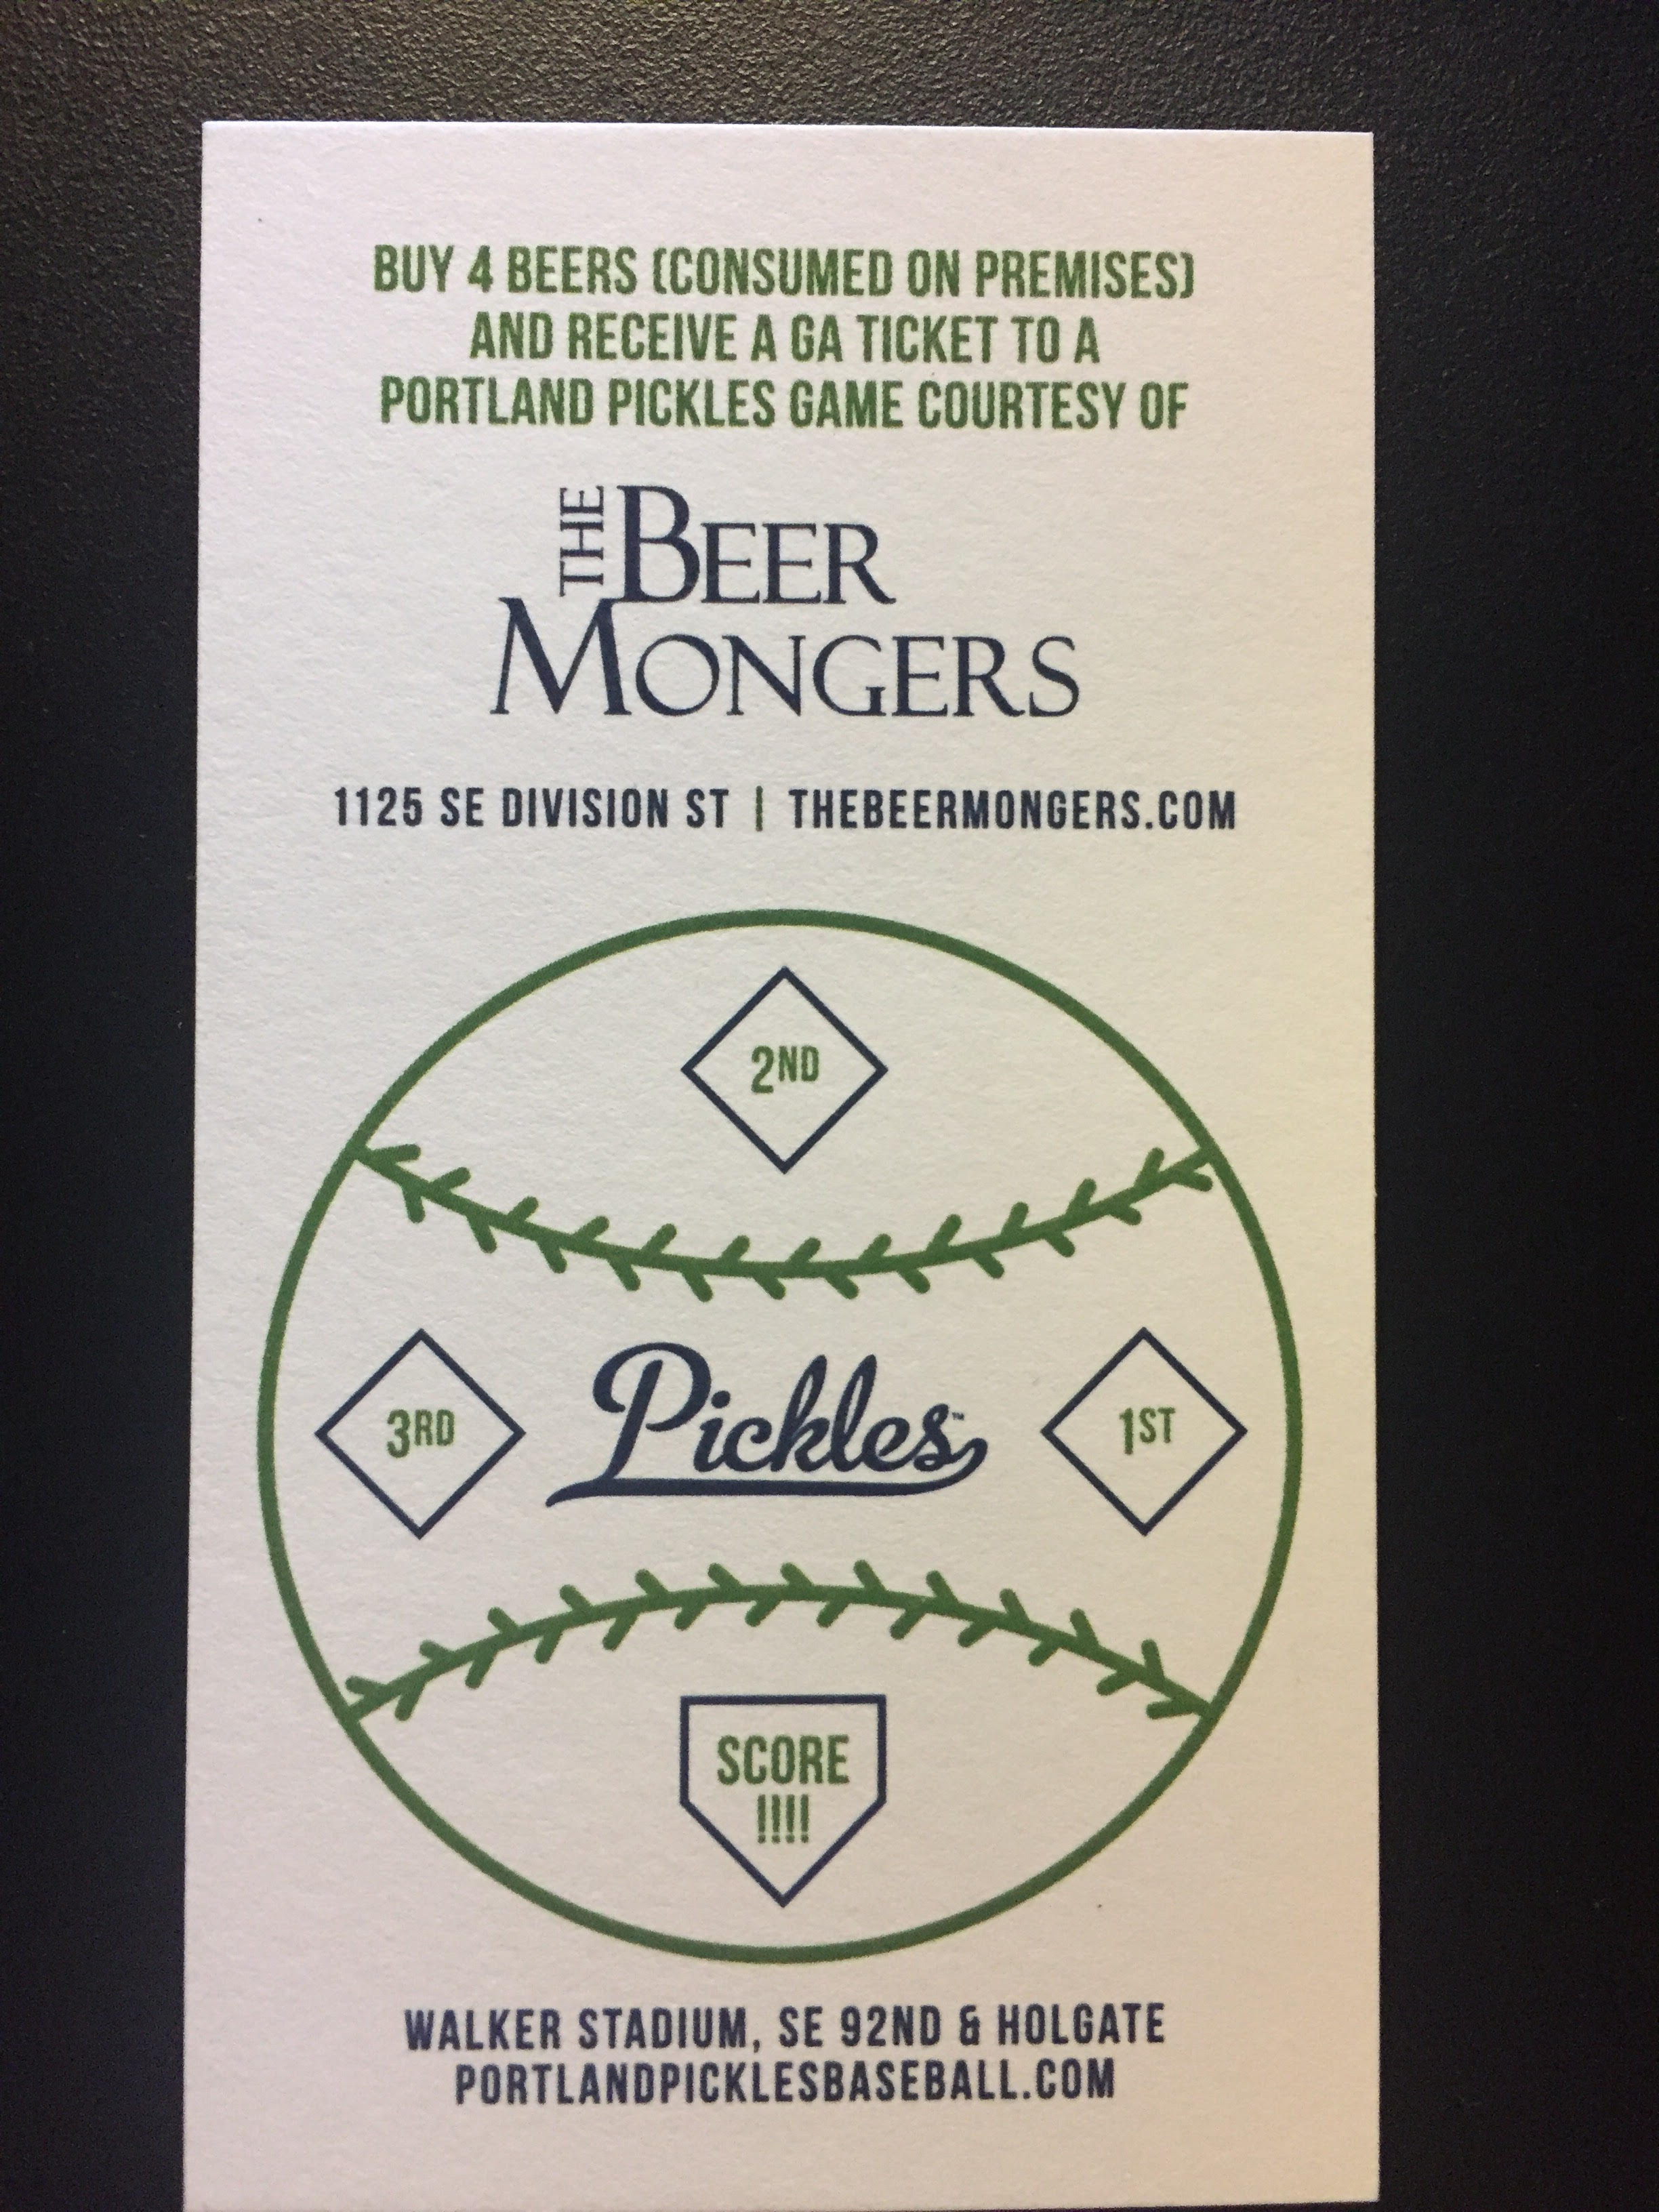 BUY 4 BEERS (CONSUMED ON PREMISES)
AND RECEIVE A GA TICKET TO A
PORTLAND PICKLES GAME COURTESY OF
THE BEER
MONGERS
1125 SE DIVISION ST | THEBEERMONGERS.COM
2ND
3RD
Pickles™
1ST
SCORE
!!!!
WALKER STADIUM, SE 92ND & HOLGATE
PORTLANDPICKLESBASEBALL.COM